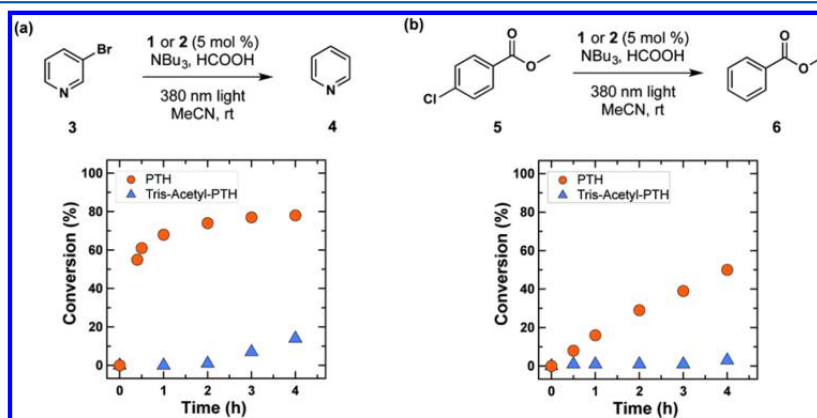 (a)
Br
N
3
1 or 2 (5 mol %)
NBu₃, HCOOH
380 nm light
MeCN, rt
N
4
(b)
O
O
Cl
5
1 or 2 (5 mol %)
NBu₃, HCOOH
380 nm light
MeCN, rt
O
O
6
PTH
Tris-Acetyl-PTH
Conversion (%)
100
80
60
40
20
0
0 1 2 3 4
Time (h)
PTH
Tris-Acetyl-PTH
Conversion (%)
100
80
60
40
20
0
0 1 2 3 4
Time (h)